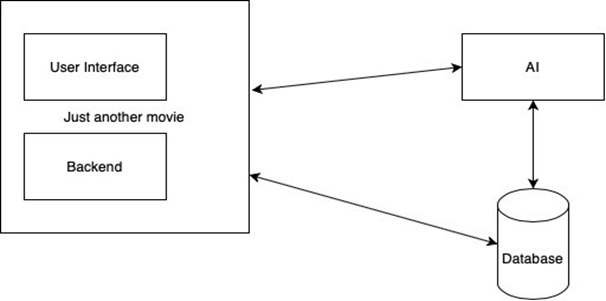 User Interface
AI
Just another movie
Backend
Database